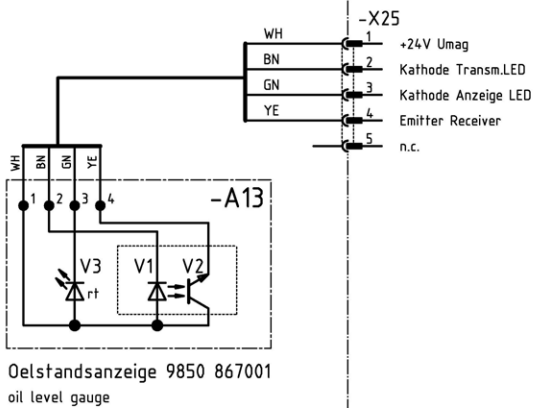 -X25
WH 1 +24V Umag
BN 2 Kathode Transm.LED
GN 3 Kathode Anzeige LED
YE 4 Emitter Receiver
5 n.c.
WH BN GN YE
1 2 3 4 -A13
V3 V1 V2
rt
Oelstandsanzeige 9850 867001
oil level gauge